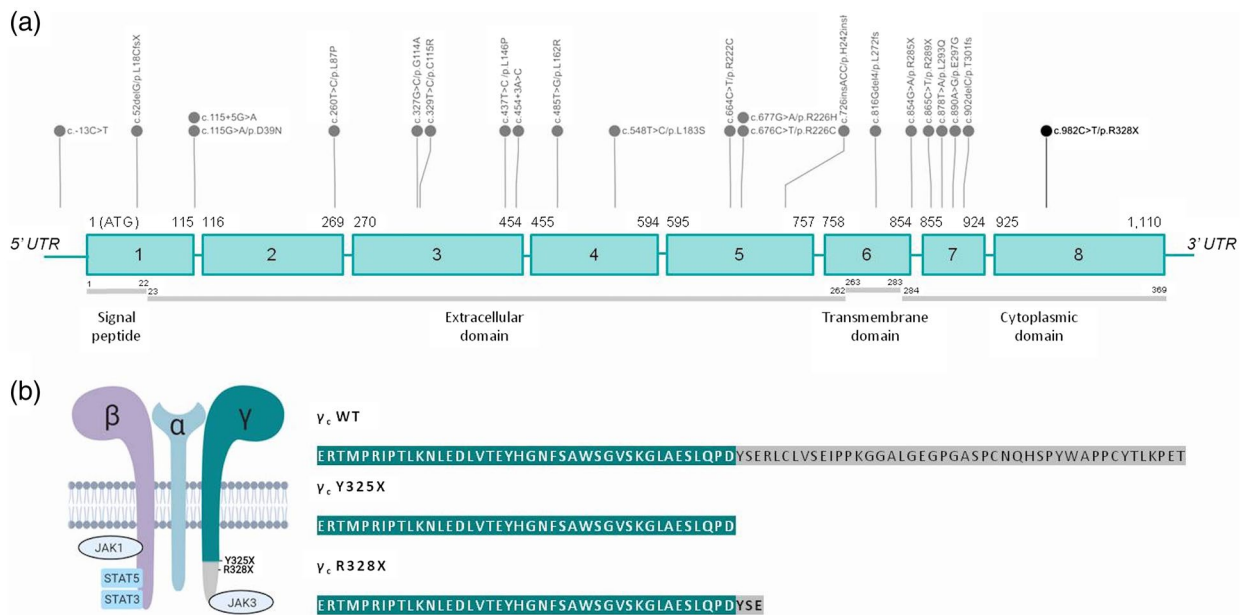 (a)
c.-13C>T
c.52delG/p.L18CfsX
c.115+5G>A
c.115G>A/p.D39N
c.260T>C/p.L87P
c.327G>C/p.G114A
c.329T>C/p.C115R
c.437T>C /p.L146P
c.454+3A>C
c.485T>G/p.L162R
c.548T>C/p.L183S
c.664C>T/p.R222C
c.677G>A/p.R226H
c.676C>T/p.R226C
c.726insACC/p.H242insH
c.816Gdel4/p.L272fs
c.854G>A/p.R285X
c.865C>T/p.R289X
c.878T>A/p.L293Q
c.890A>G/p.E297G
c.902delC/p.T301fs
c.982C>T/p.R328X
1 (ATG) 115 116 269 270 454 455 594 595 757 758 854 855 924 925 1,110
5' UTR 1 2 3 4 5 6 7 8 3' UTR
1 22 23 262 263 283 284 369
Signal peptide
Extracellular domain
Transmembrane domain
Cytoplasmic domain
(b)
β α γ
JAK1
STAT5
STAT3
Y325X
R328X
JAK3
γc WT
ERTMPRIPTLKNLEDLVTEYHGNFSAWSGVSKGLAESLQPDYSERLCLVSEIPPKGGALGEGPGASPCNQHSPYWAPPCYTLKPET
γc Y325X
ERTMPRIPTLKNLEDLVTEYHGNFSAWSGVSKGLAESLQPD
γc R328X
ERTMPRIPTLKNLEDLVTEYHGNFSAWSGVSKGLAESLQPDYSE